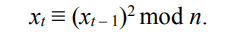 xₜ ≡ (xₜ₋₁)² mod n.